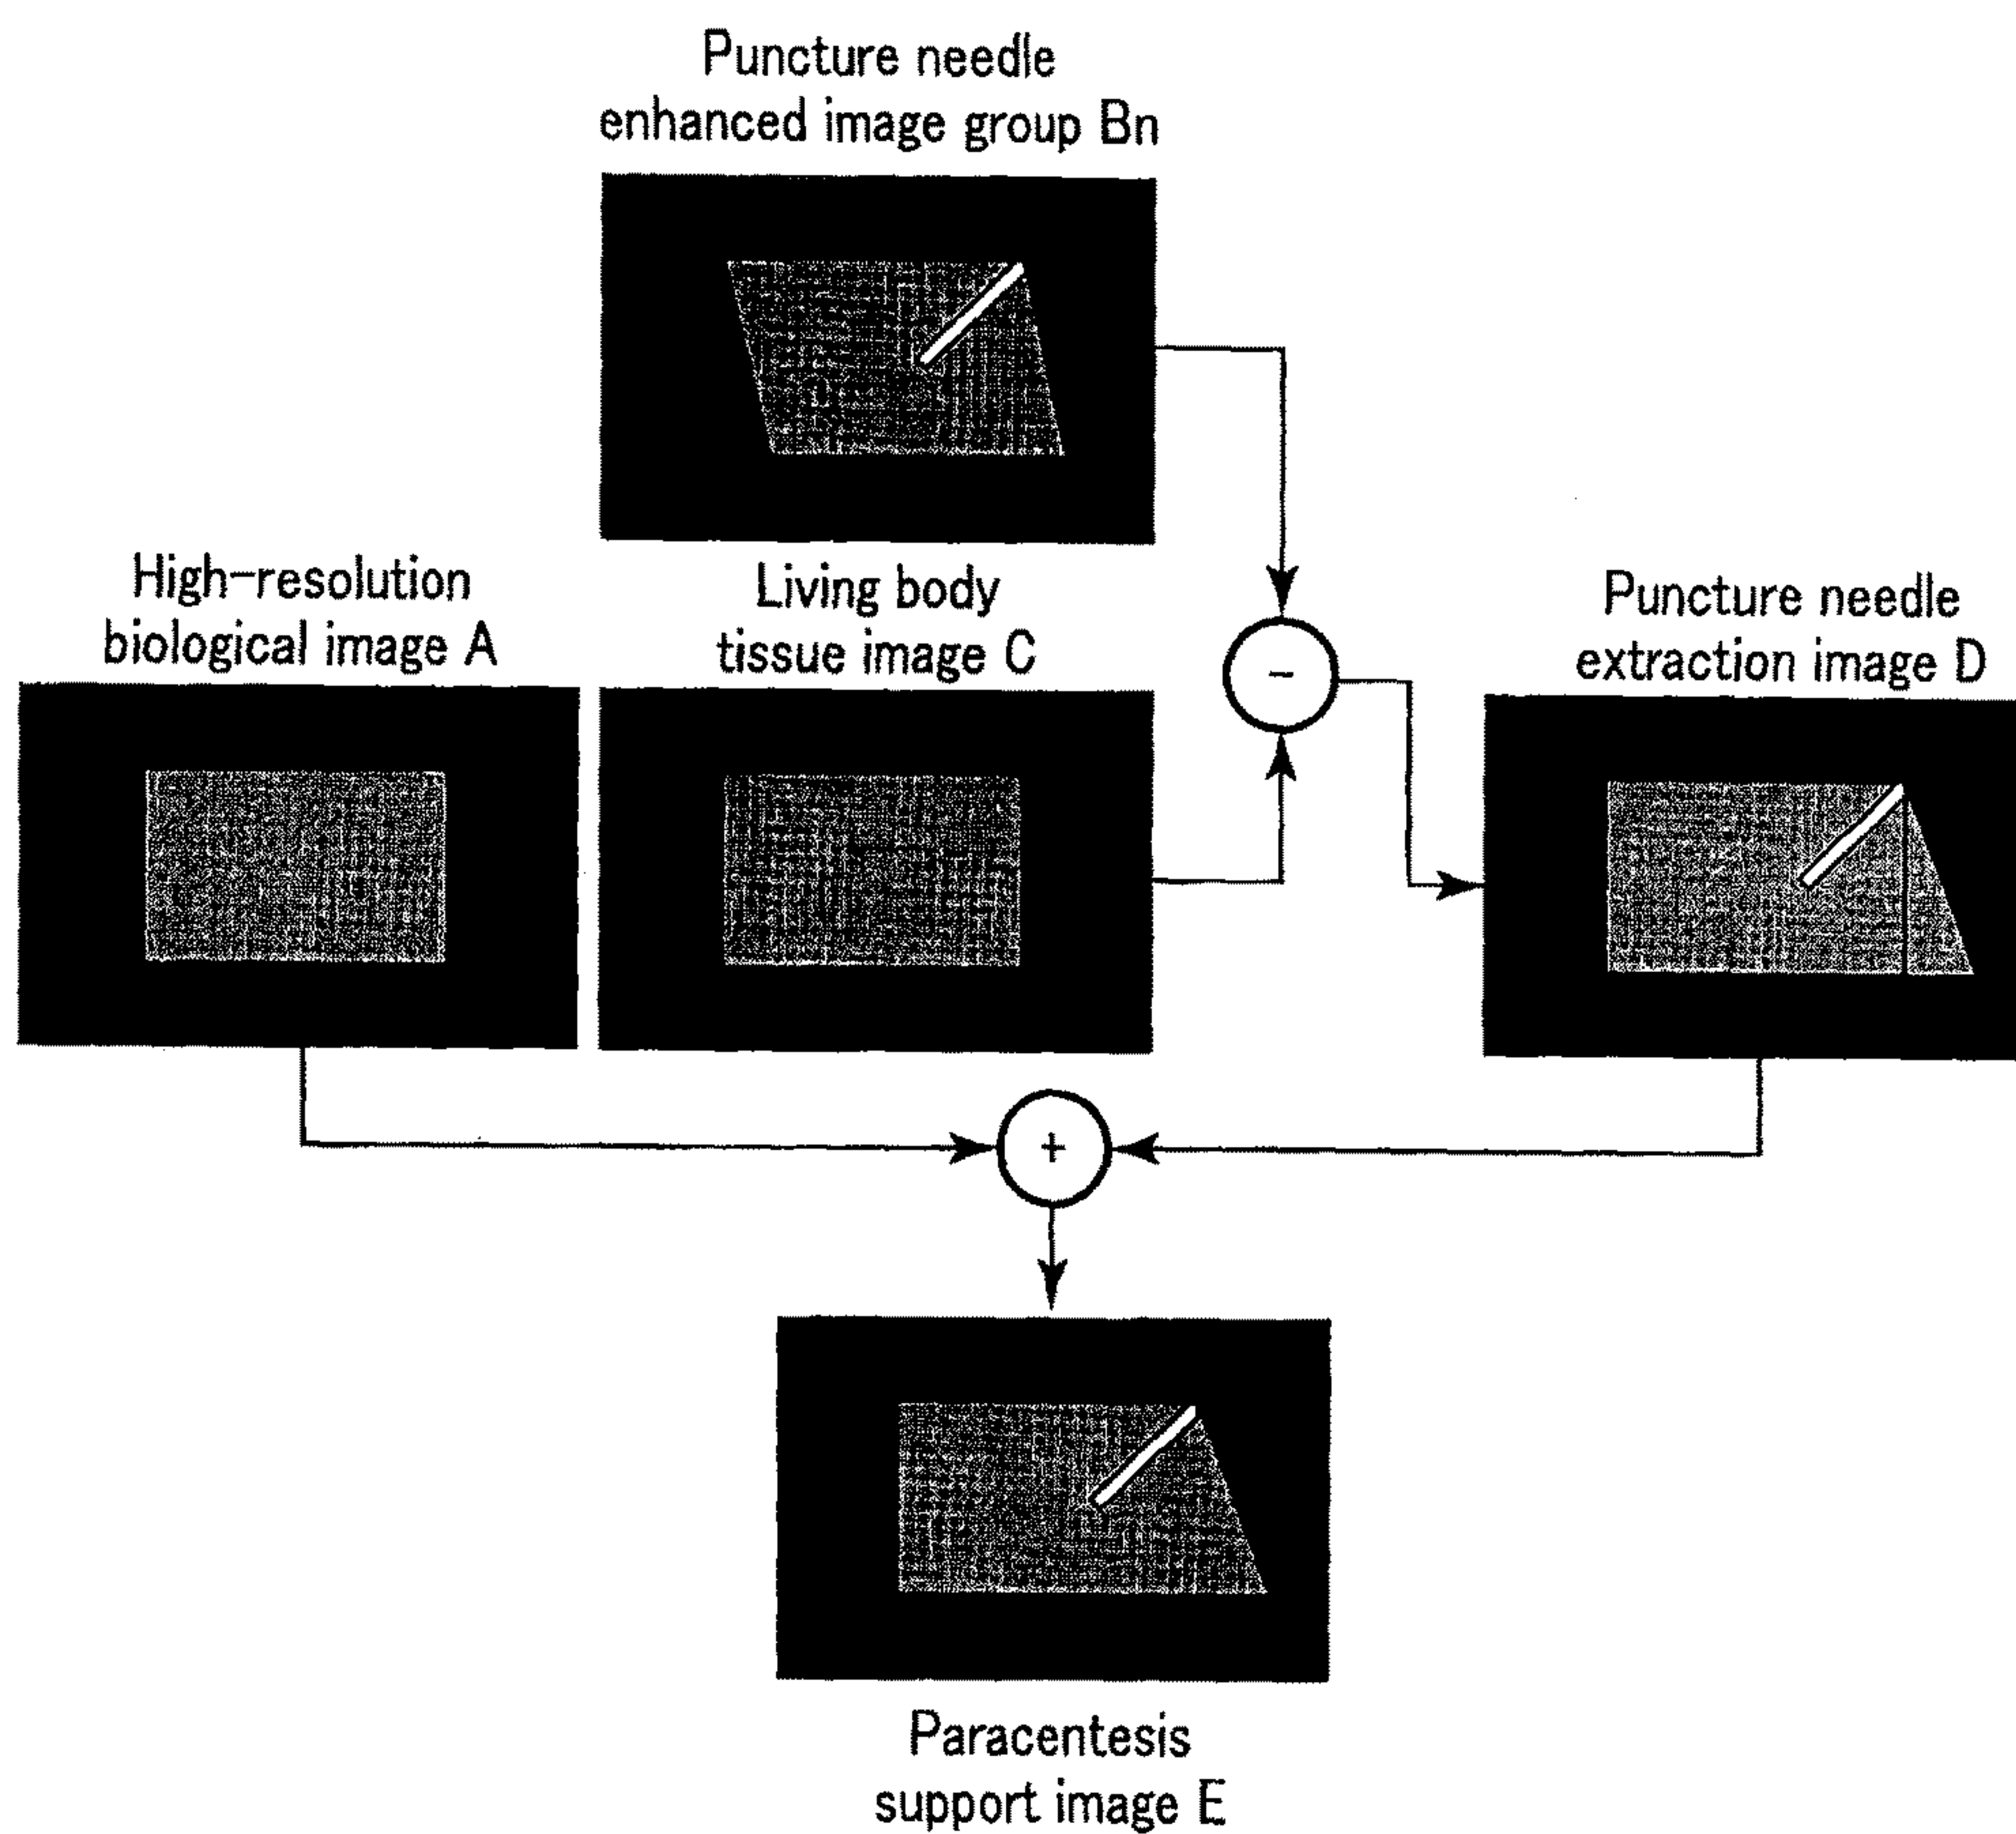 Puncture needle
enhanced image group Bn
High-resolution
biological image A
Living body
tissue image C
-
Puncture needle
extraction image D
+
Paracentesis
support image E